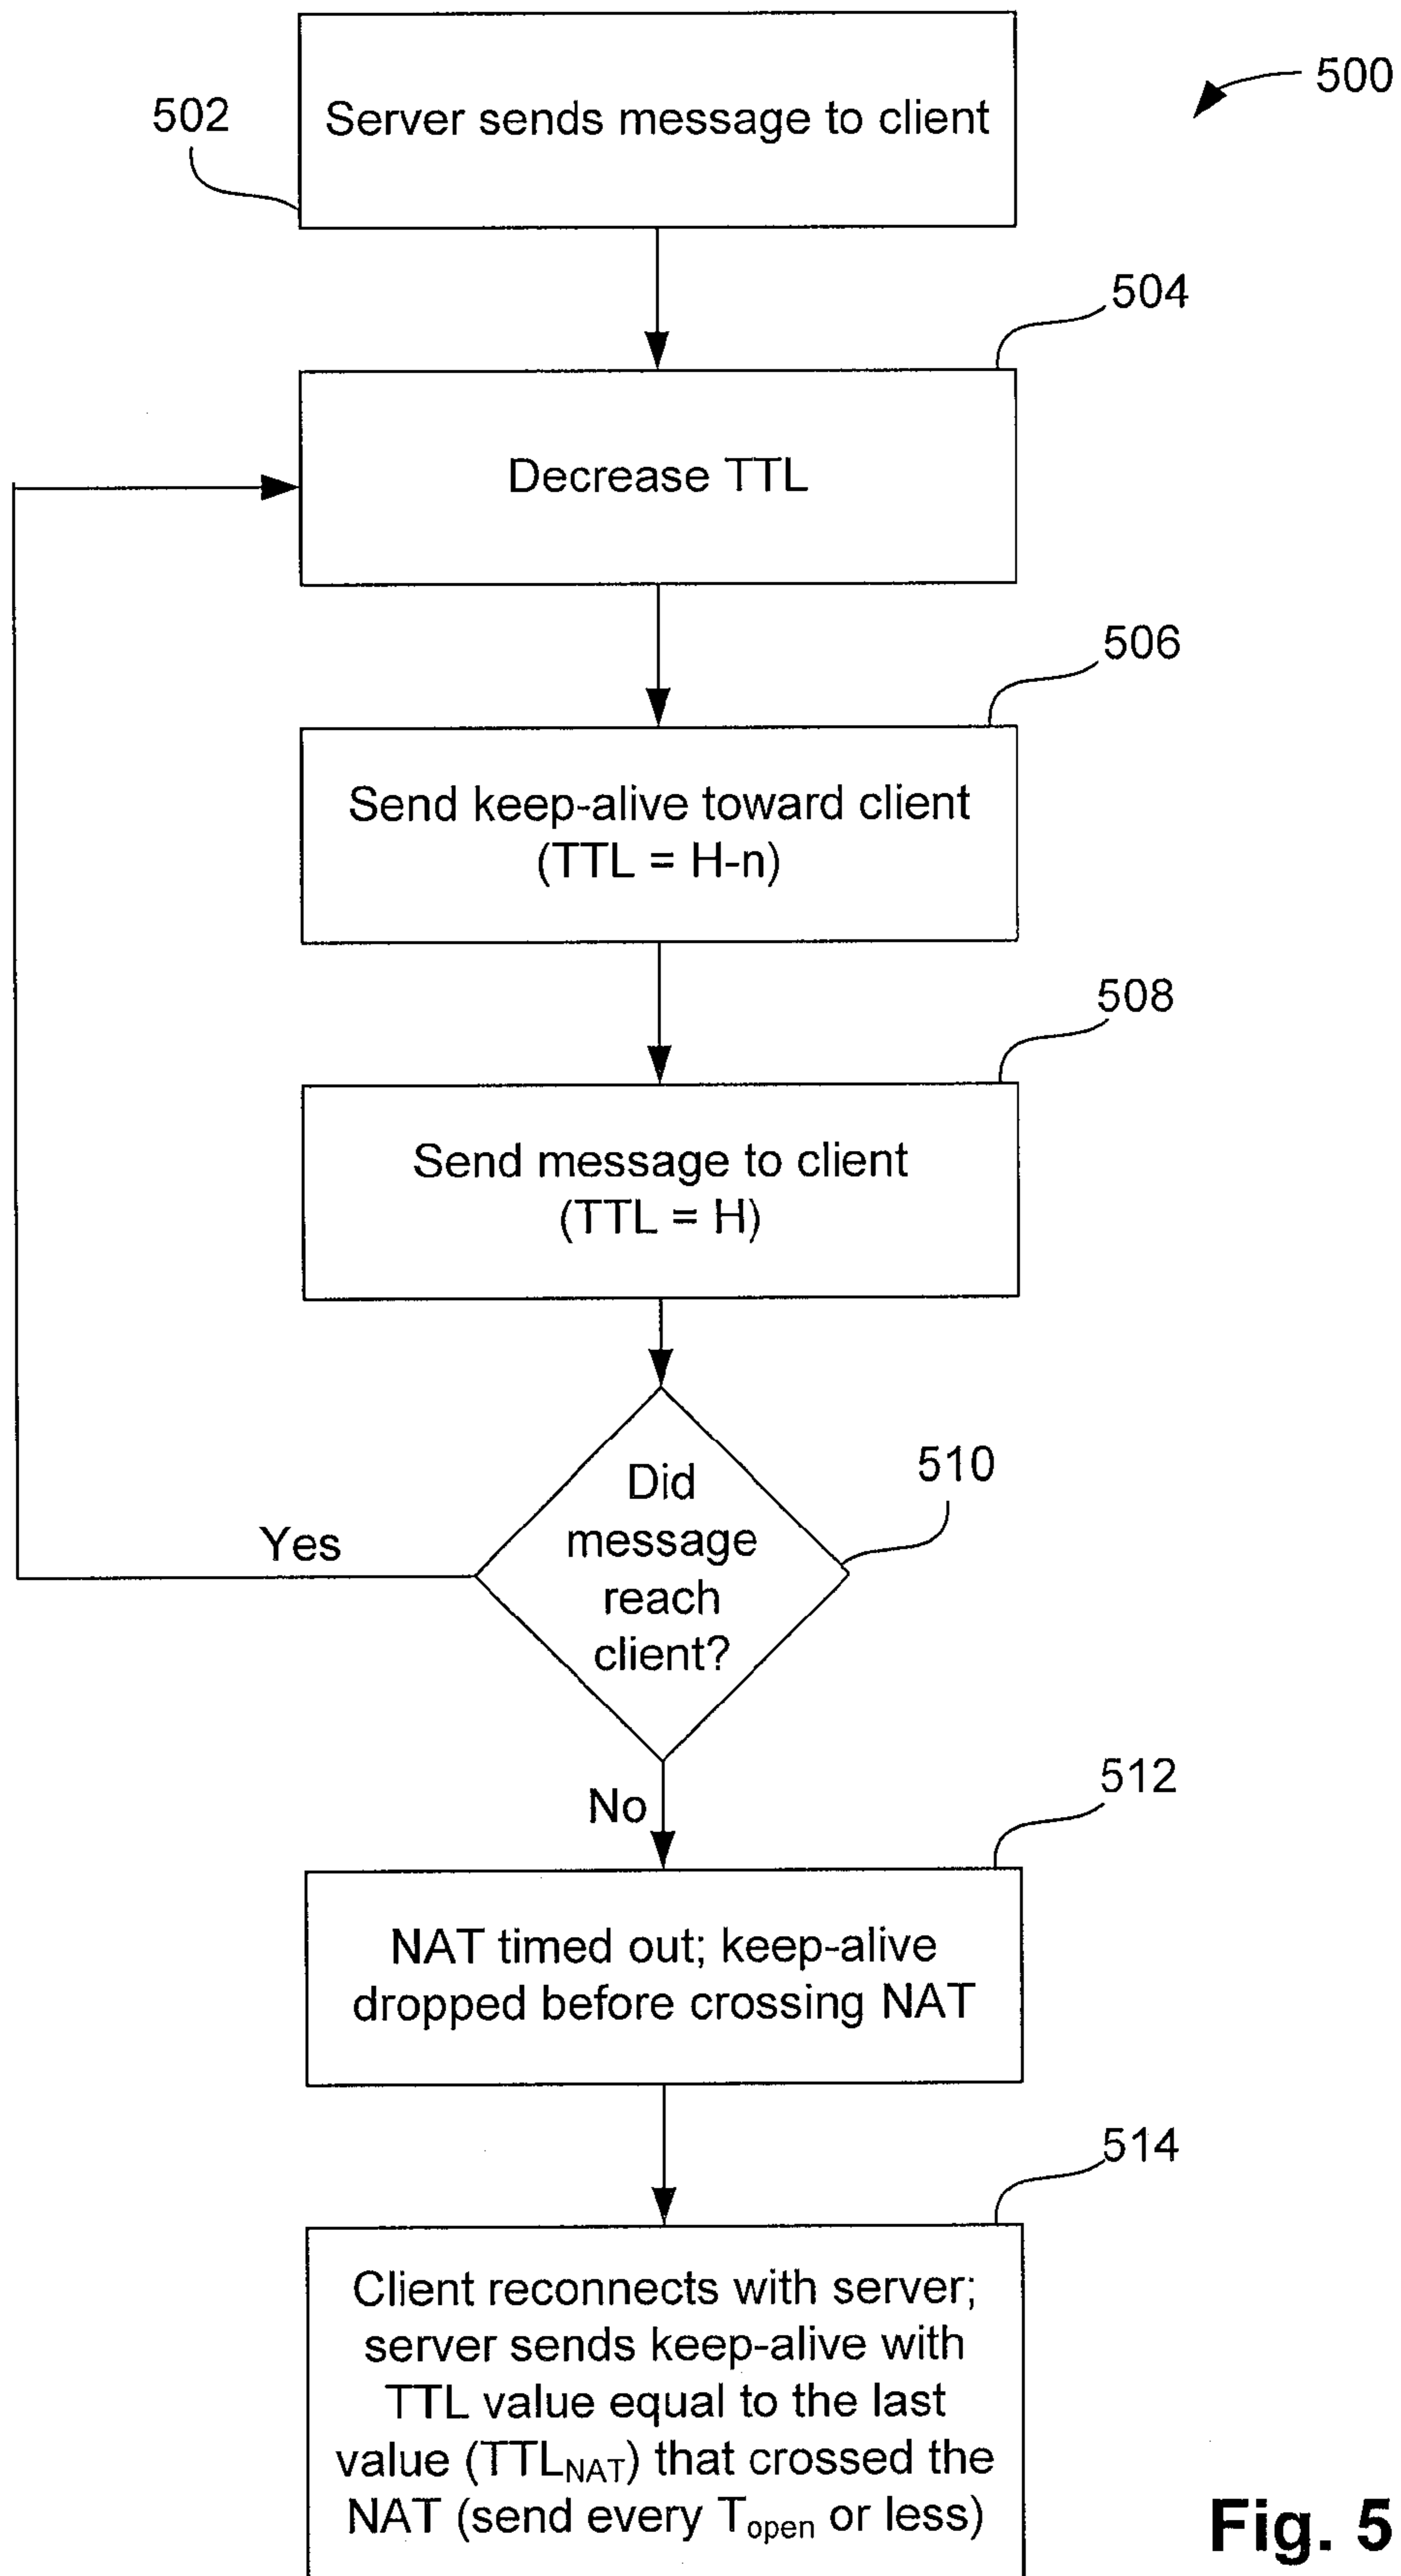 500
502
Server sends message to client
504
Decrease TTL
506
Send keep-alive toward client
(TTL = H-n)
508
Send message to client
(TTL = H)
510
Did
message
reach
client?
Yes
No
512
NAT timed out; keep-alive
dropped before crossing NAT
514
Client reconnects with server;
server sends keep-alive with
TTL value equal to the last
value (TTLNAT) that crossed the
NAT (send every Topen or less)
Fig. 5